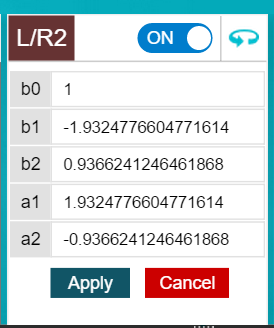 L/R2 ON
b0 1
b1 -1.9324776604771614
b2 0.9366241246461868
a1 1.9324776604771614
a2 -0.9366241246461868
Apply Cancel